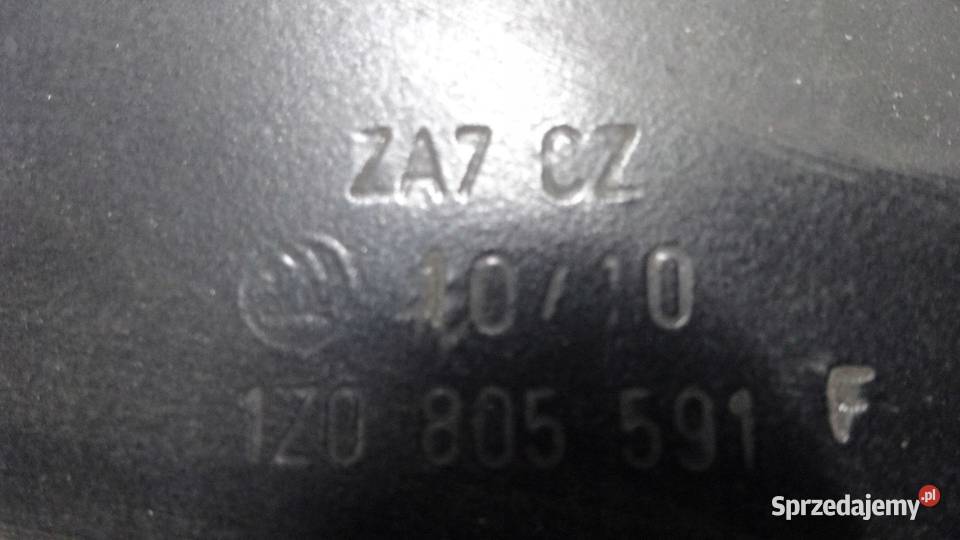 ZA7 CZ
10/10
1Z0 805 591 F
Sprzedajemy.pl